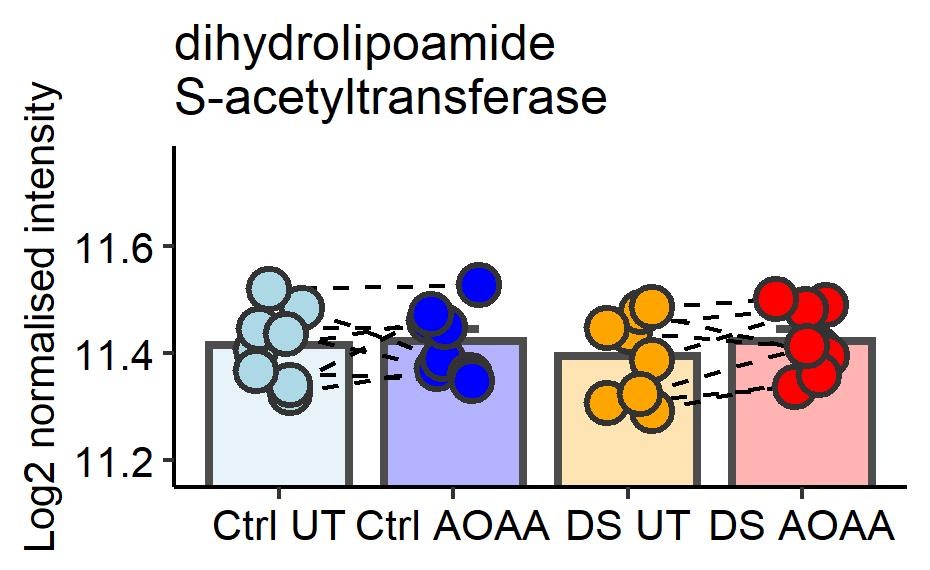 dihydrolipoamide
S-acetyltransferase
Log2 normalised intensity
11.6
11.4
11.2
Ctrl UT Ctrl AOAA DS UT DS AOAA